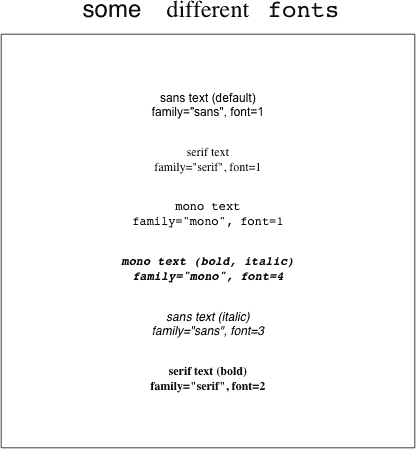 some different fonts
sans text (default)
family="sans", font=1
serif text
family="serif", font=1
mono text
family="mono", font=1
mono text (bold, italic)
family="mono", font=4
sans text (italic)
family="sans", font=3
serif text (bold)
family="serif", font=2